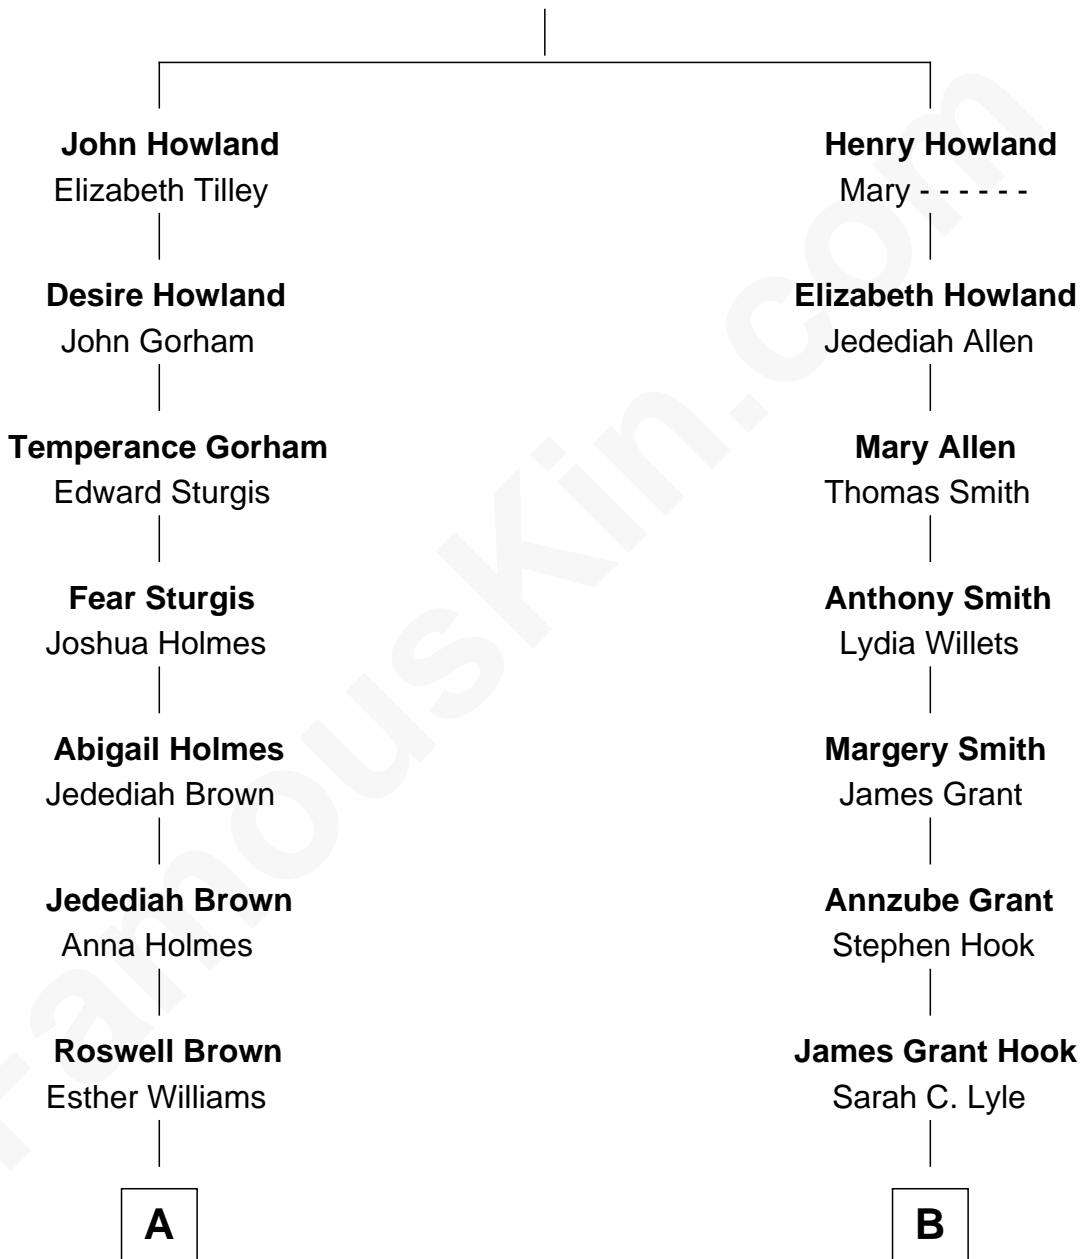 John Howland
Elizabeth Tilley
Desire Howland
John Gorham
Temperance Gorham
Edward Sturgis
Fear Sturgis
Joshua Holmes
Abigail Holmes
Jedediah Brown
Jedediah Brown
Anna Holmes
Roswell Brown
Esther Williams
A
Henry Howland
Mary - - - - - -
Elizabeth Howland
Jedediah Allen
Mary Allen
Thomas Smith
Anthony Smith
Lydia Willets
Margery Smith
James Grant
Annzube Grant
Stephen Hook
James Grant Hook
Sarah C. Lyle
B
FamousKin.com